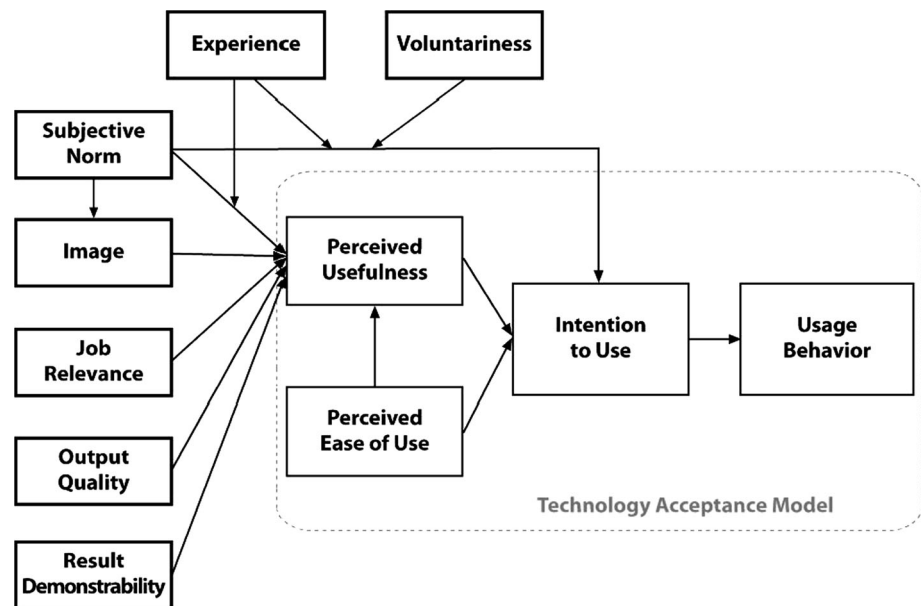 Experience
Voluntariness
Subjective
Norm
Image
Perceived
Usefulness
Job
Relevance
Intention
to Use
Usage
Behavior
Perceived
Ease of Use
Output
Quality
Technology Acceptance Model
Result
Demonstrability